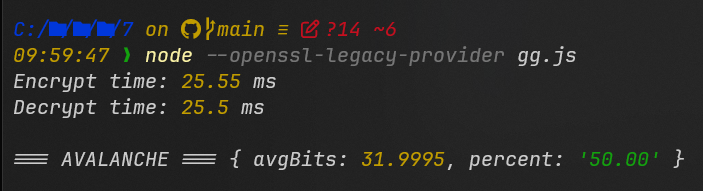 C:/ / / /7 on main ≡ ?14 ~6
09:59:47 ❯ node --openssl-legacy-provider gg.js
Encrypt time: 25.55 ms
Decrypt time: 25.5 ms
=== AVALANCHE === { avgBits: 31.9995, percent: '50.00' }